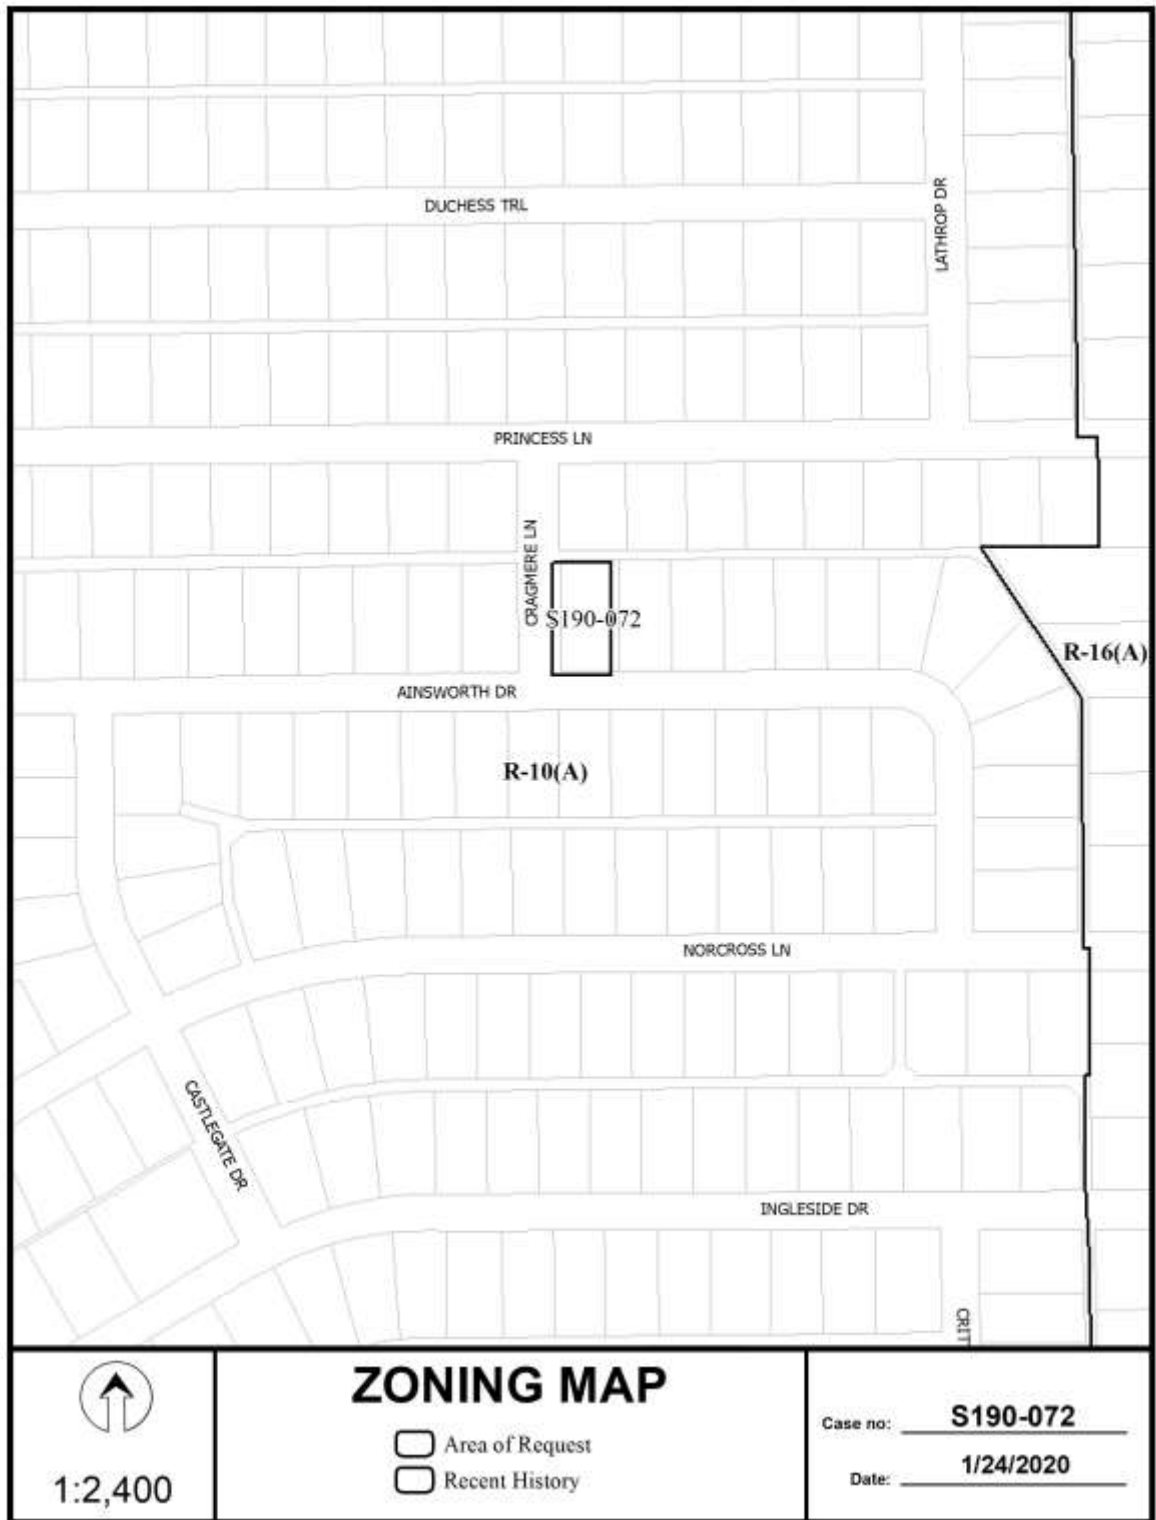 DUCHESS TRL
LATHROP DR
PRINCESS LN
CRAGMERE LN
S190-072
R-16(A)
AINSWORTH DR
R-10(A)
NORCROSS LN
CASTLEGATE DR
INGLESIDE DR
CRIT
1:2,400
ZONING MAP
Area of Request
Recent History
Case no: S190-072
Date: 1/24/2020